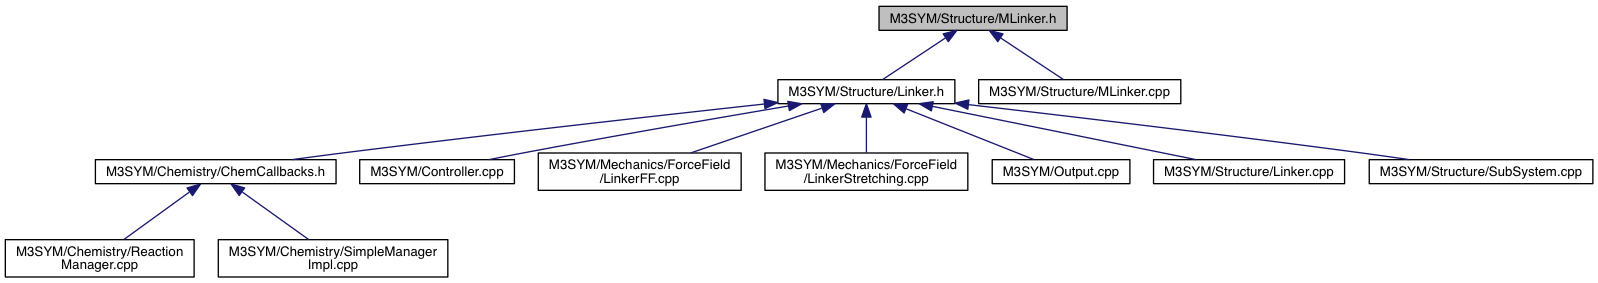 M3SYM/Structure/MLinker.h
M3SYM/Structure/Linker.h
M3SYM/Structure/MLinker.cpp
M3SYM/Chemistry/ChemCallbacks.h
M3SYM/Controller.cpp
M3SYM/Mechanics/ForceField
/LinkerFF.cpp
M3SYM/Mechanics/ForceField
/LinkerStretching.cpp
M3SYM/Output.cpp
M3SYM/Structure/Linker.cpp
M3SYM/Structure/SubSystem.cpp
M3SYM/Chemistry/Reaction
Manager.cpp
M3SYM/Chemistry/SimpleManager
Impl.cpp